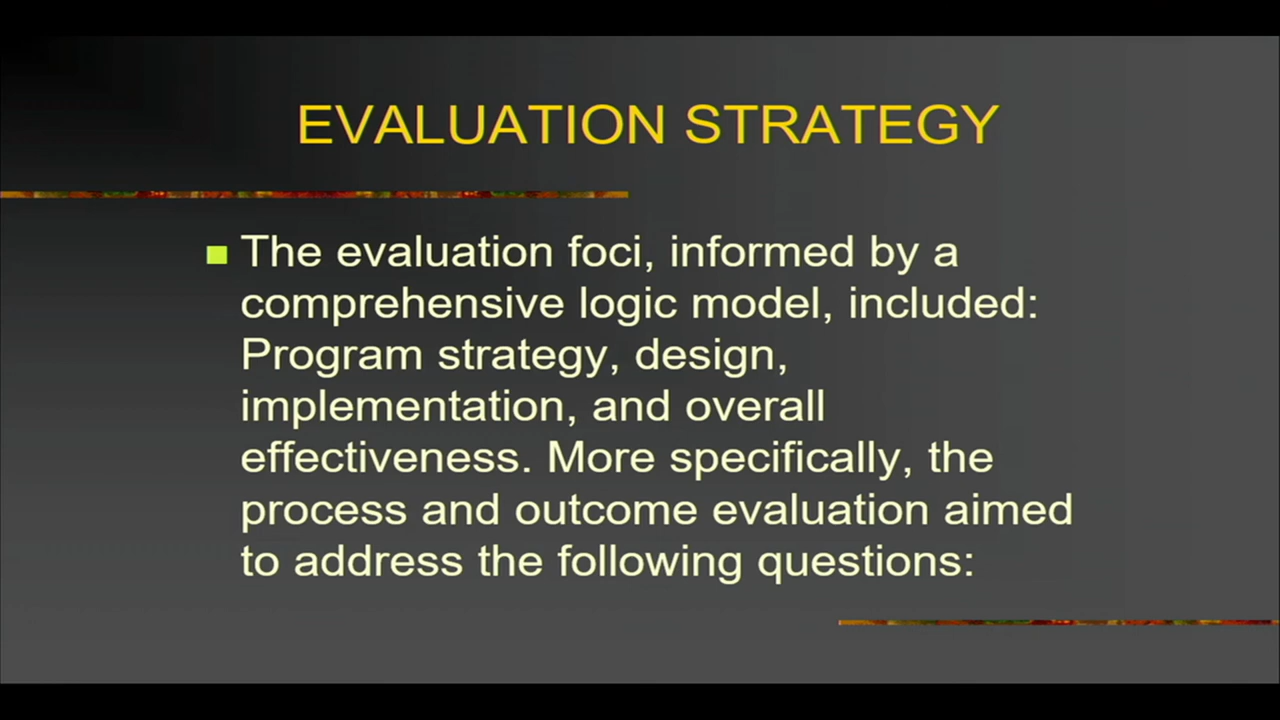 EVALUATION STRATEGY
The evaluation foci, informed by a
comprehensive logic model, included:
Program strategy, design,
implementation, and overall
effectiveness. More specifically, the
process and outcome evaluation aimed
to address the following questions: